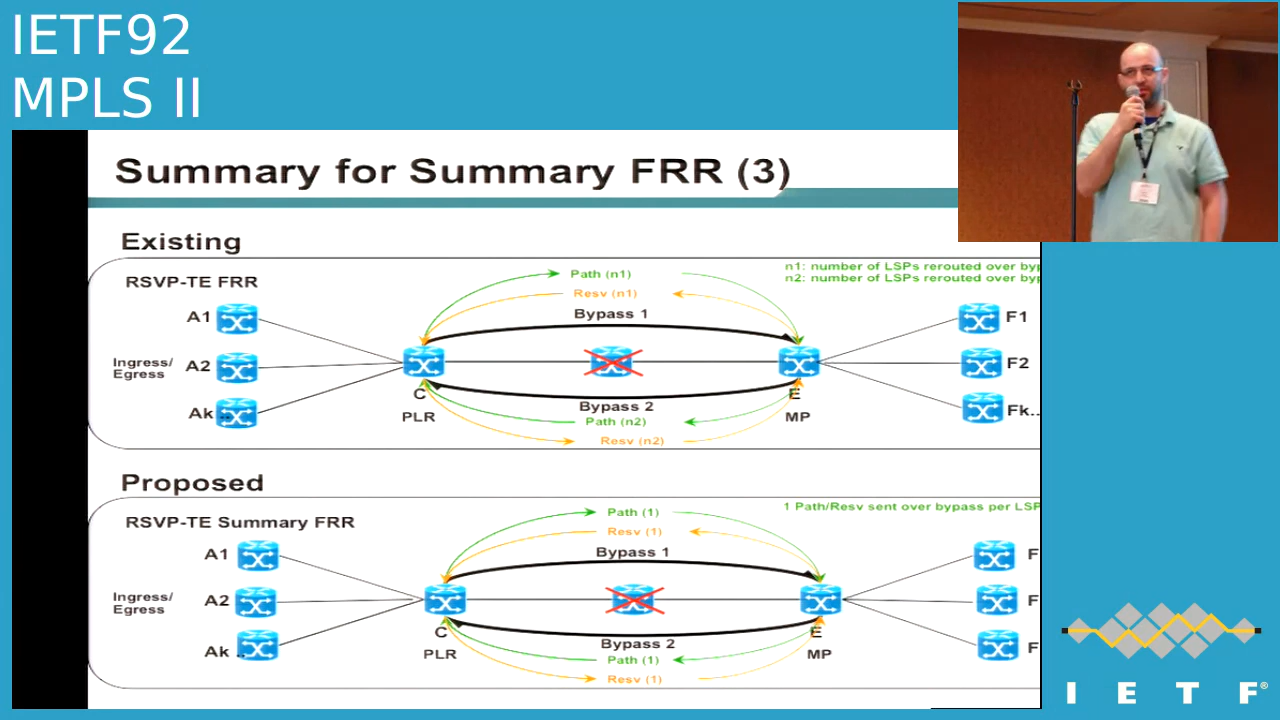 IETF92
MPLS II
Summary for Summary FRR (3)
Existing
RSVP-TE FRR
n1: number of LSPs rerouted over byp
n2: number of LSPs rerouted over byp
Path (n1)
Resv (n1)
Bypass 1
A1
Ingress/
Egress
A2
Ak ..
C
PLR
E
MP
F1
F2
Fk..
Bypass 2
Path (n2)
Resv (n2)
Proposed
RSVP-TE Summary FRR
1 Path/Resv sent over bypass per LSP
Path (1)
Resv (1)
Bypass 1
A1
Ingress/
Egress
A2
Ak ..
C
PLR
E
MP
F
F
F
Bypass 2
Path (1)
Resv (1)
I E T F®